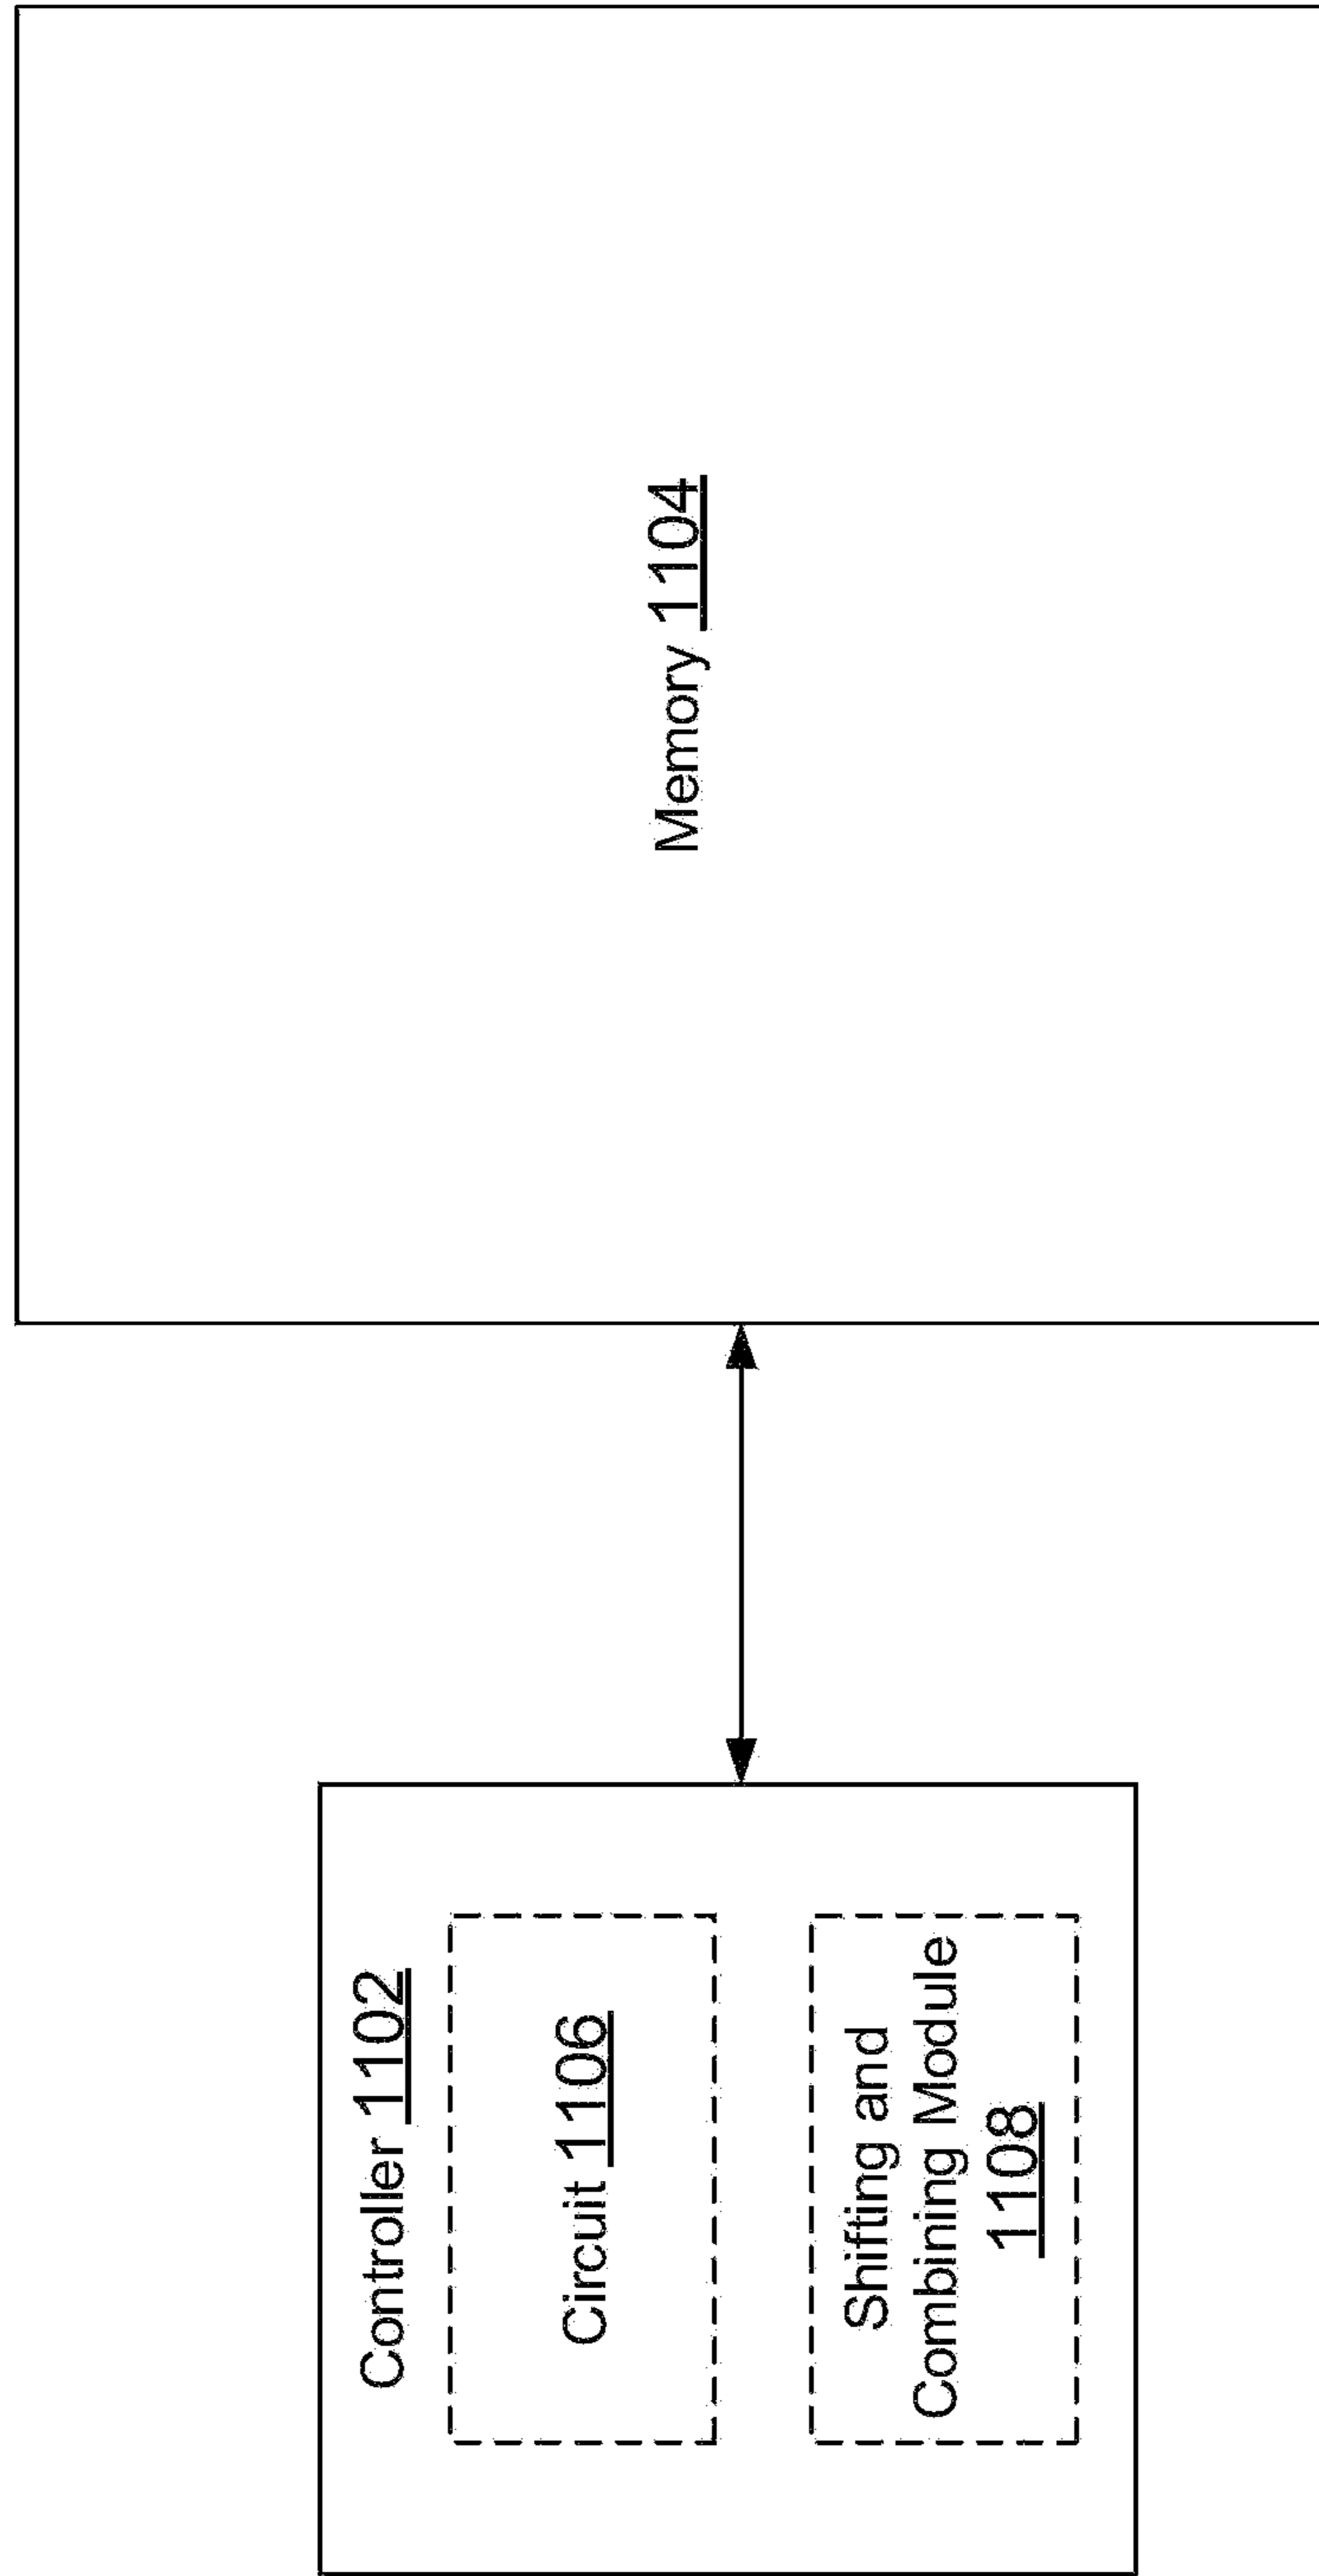 Controller 1102
Circuit 1106
Shifting and
Combining Module
1108
Memory 1104